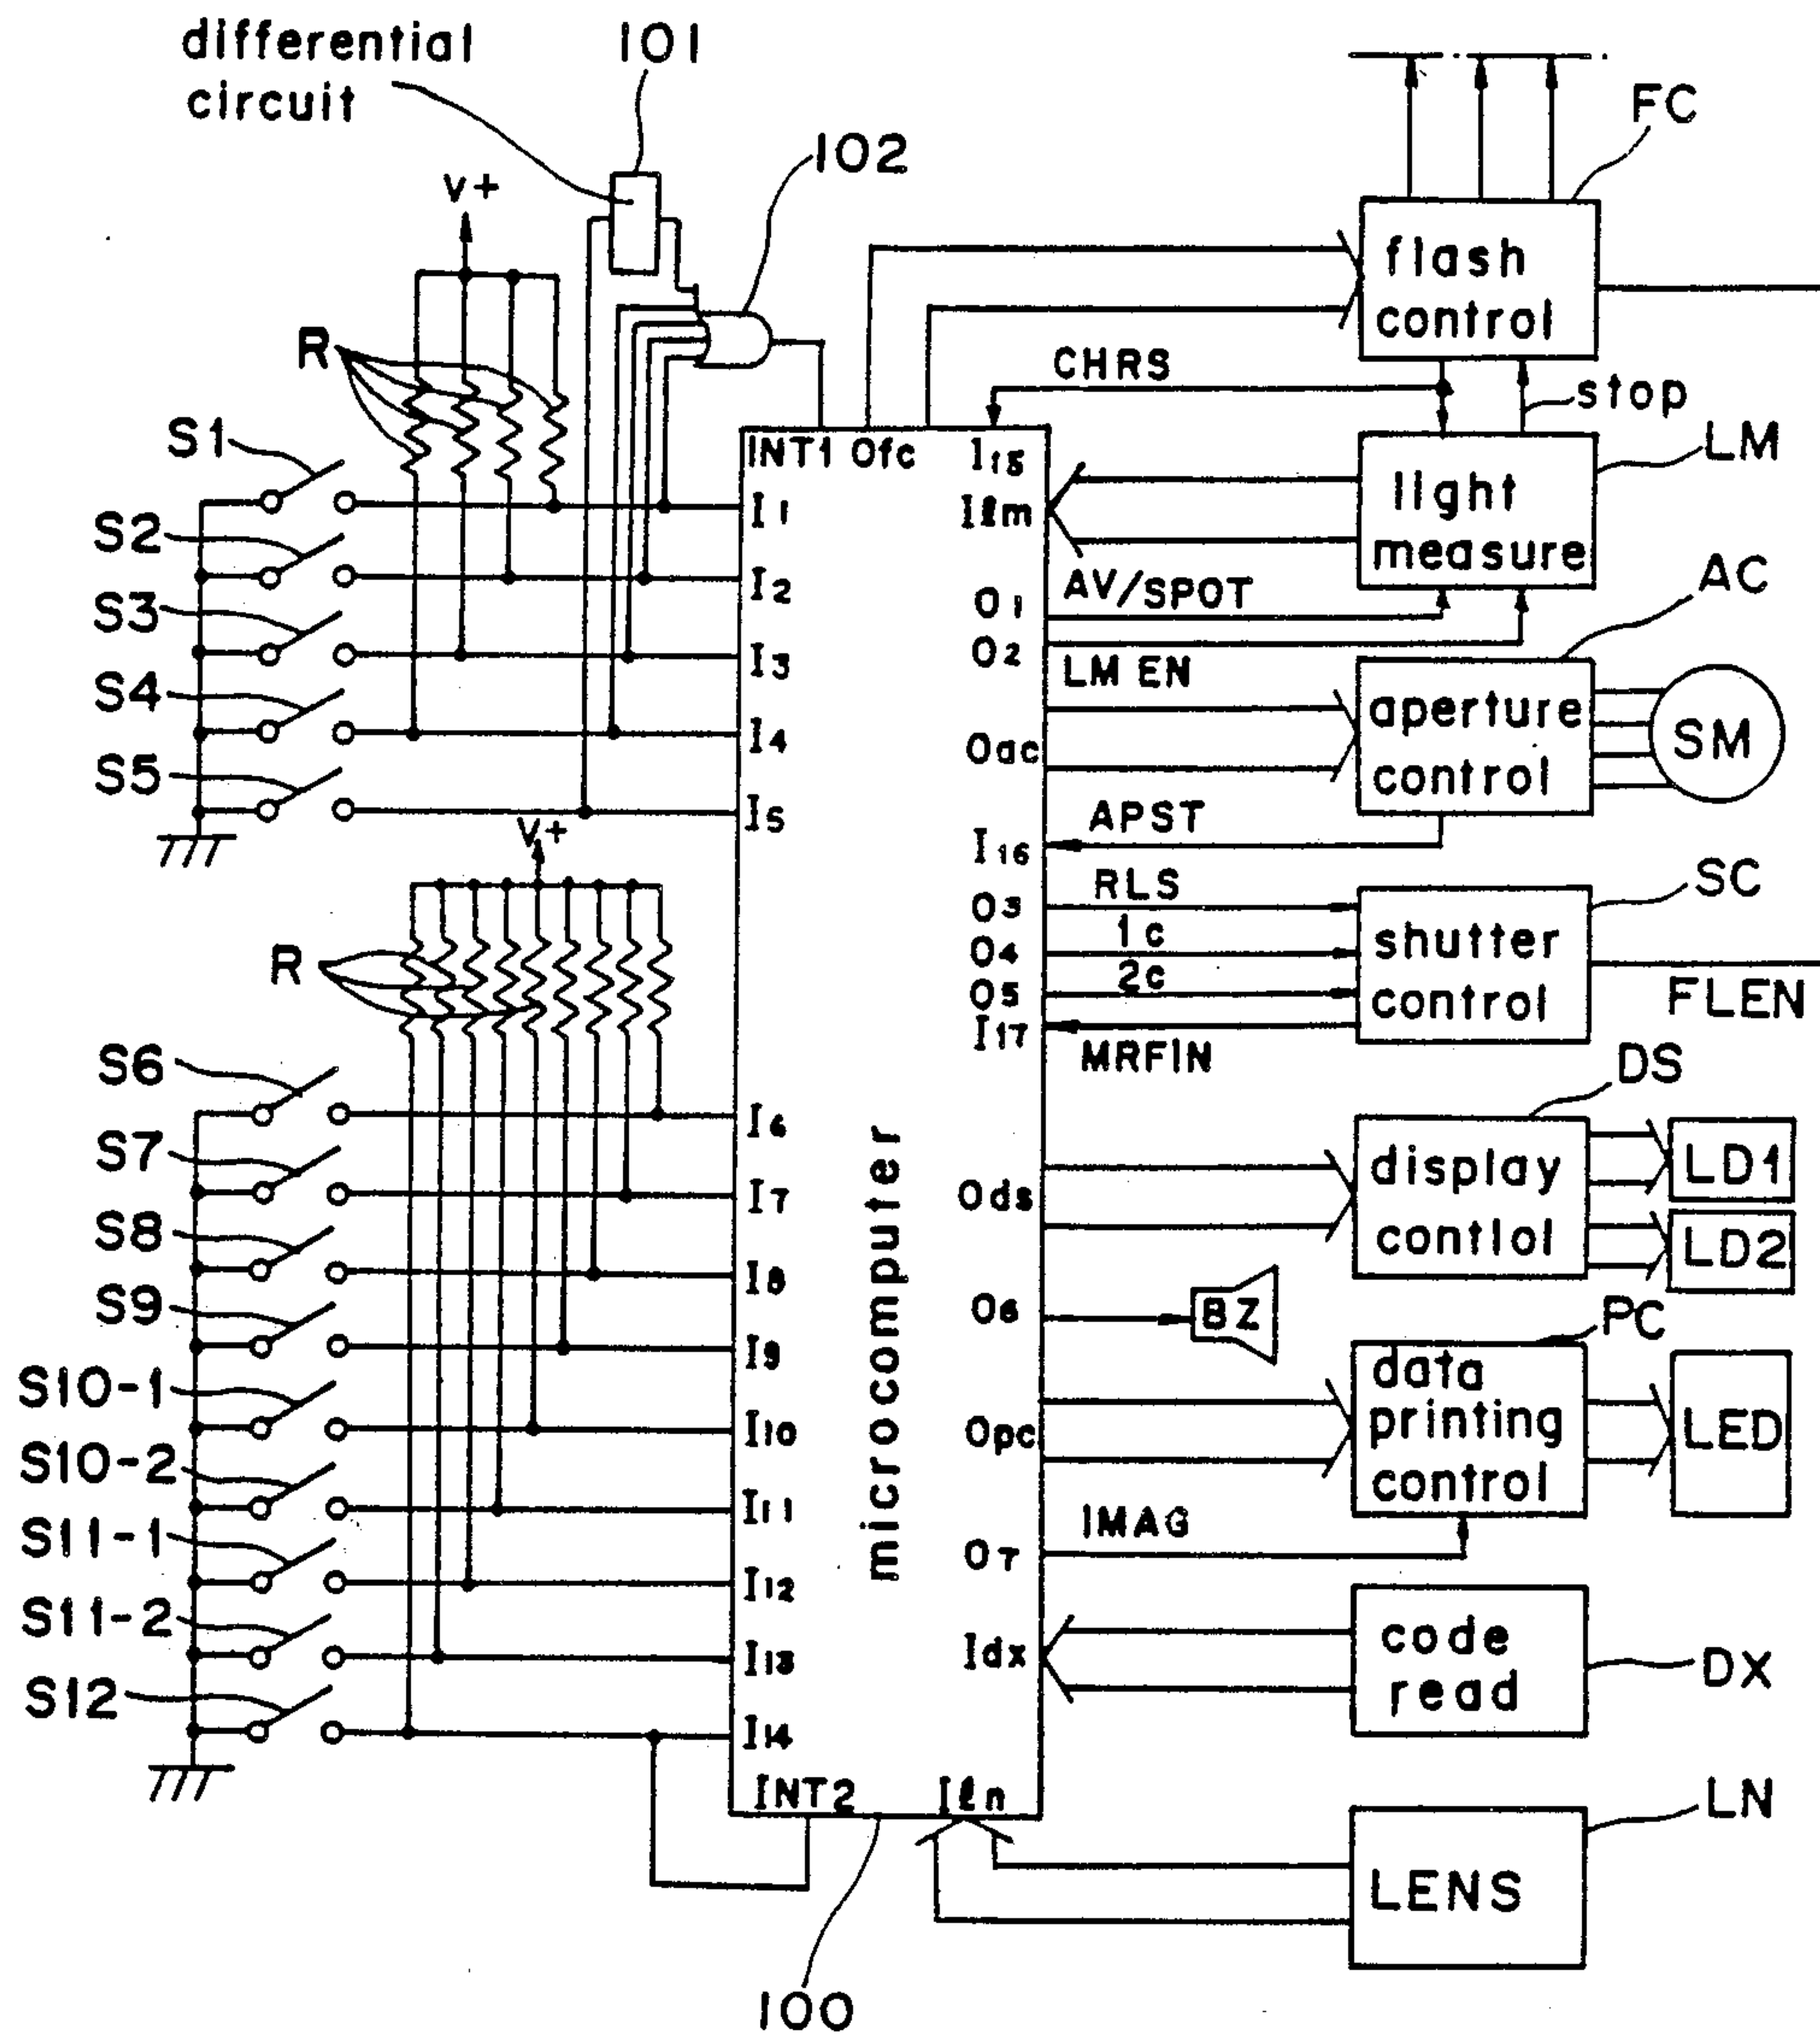 differential
circuit
101
102
FC
V+
flash
control
R
CHRS
stop
S1
LM
INT1 Ofc I15
light
measure
I1
Iℓm
S2
AV/SPOT
AC
I2
O1
S3
O2
I3
LM EN
aperture
control
SM
S4
Oac
I4
S5
V+
APST
I5
I16
RLS
SC
O3
1c
shutter
control
R
O4
2c
O5
FLEN
I17
MRFIN
S6
DS
I6
display
contlol
LD1
LD2
S7
I7
Ods
microcomputer
S8
I8
S9
O6
BZ
PC
I9
data
printing
control
LED
S10-1
I10
Opc
S10-2
I11
IMAG
S11-1
O7
I12
S11-2
code
read
I13
Idx
DX
S12
I14
INT2 Iℓn
LN
LENS
100